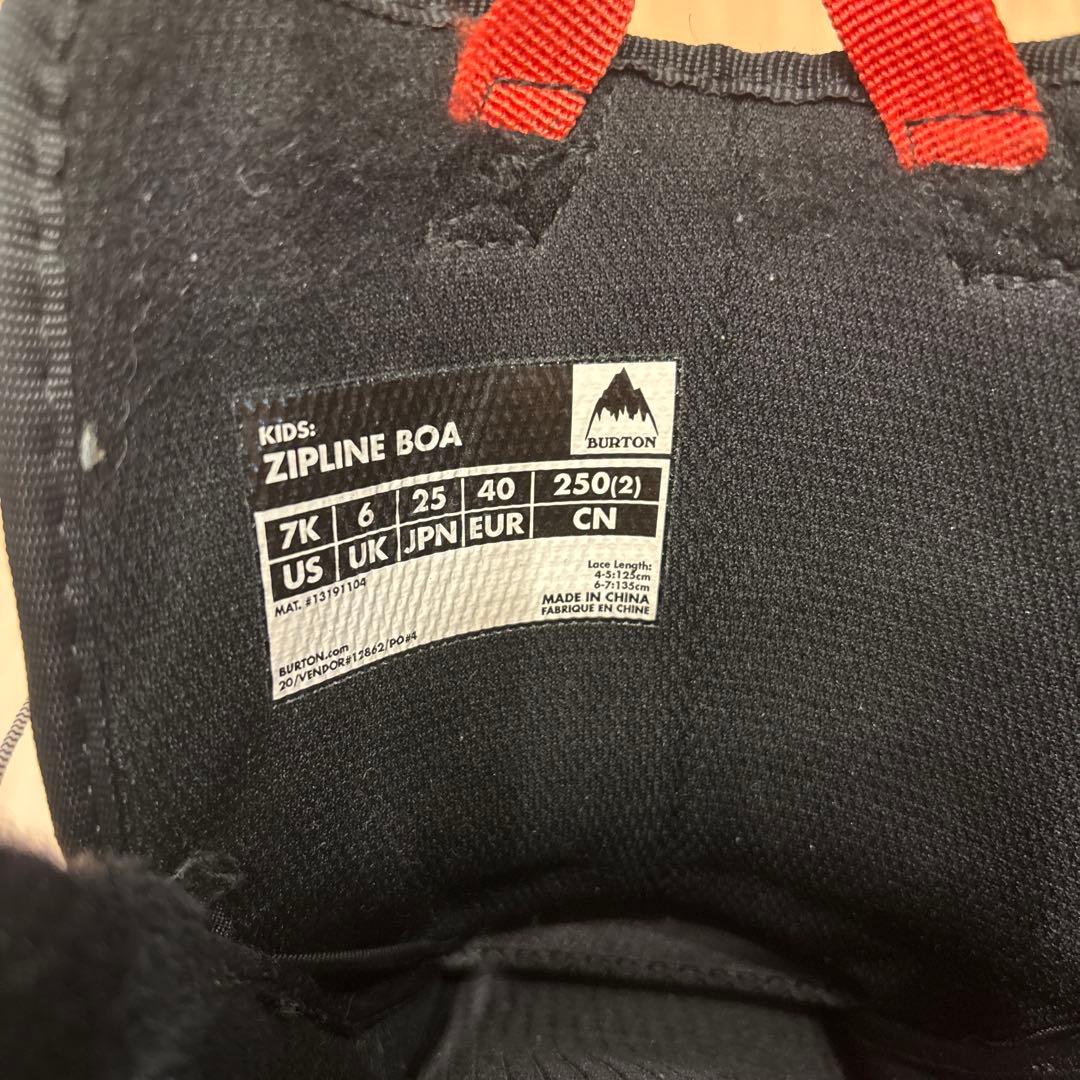 KIDS:
ZIPLINE BOA
BURTON
7K 6 25 40 250(2)
US UK JPN EUR CN
MAT. #13191104
Lace Length:
4-5:125cm
6-7:135cm
MADE IN CHINA
FABRIQUE EN CHINE
BURTON.com
20/VENDOR#12862/PO#4